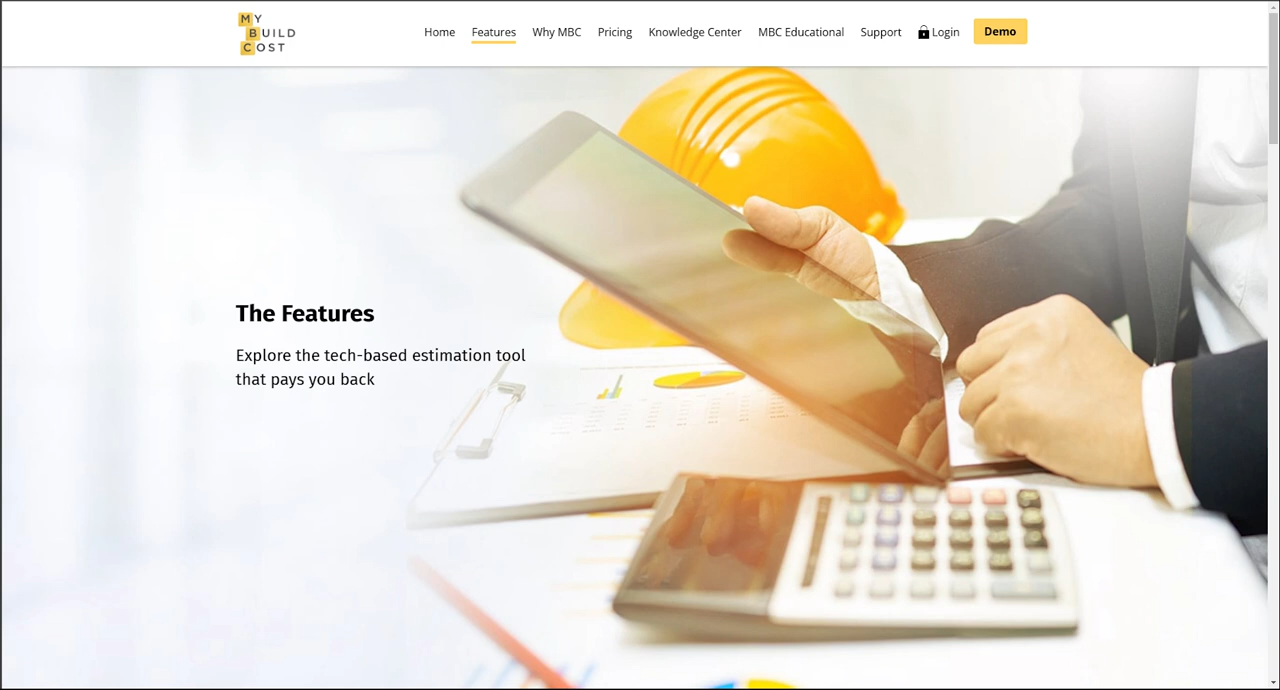 MY
BUILD
COST
Home Features Why MBC Pricing Knowledge Center MBC Educational Support Login Demo
The Features
Explore the tech-based estimation tool
that pays you back